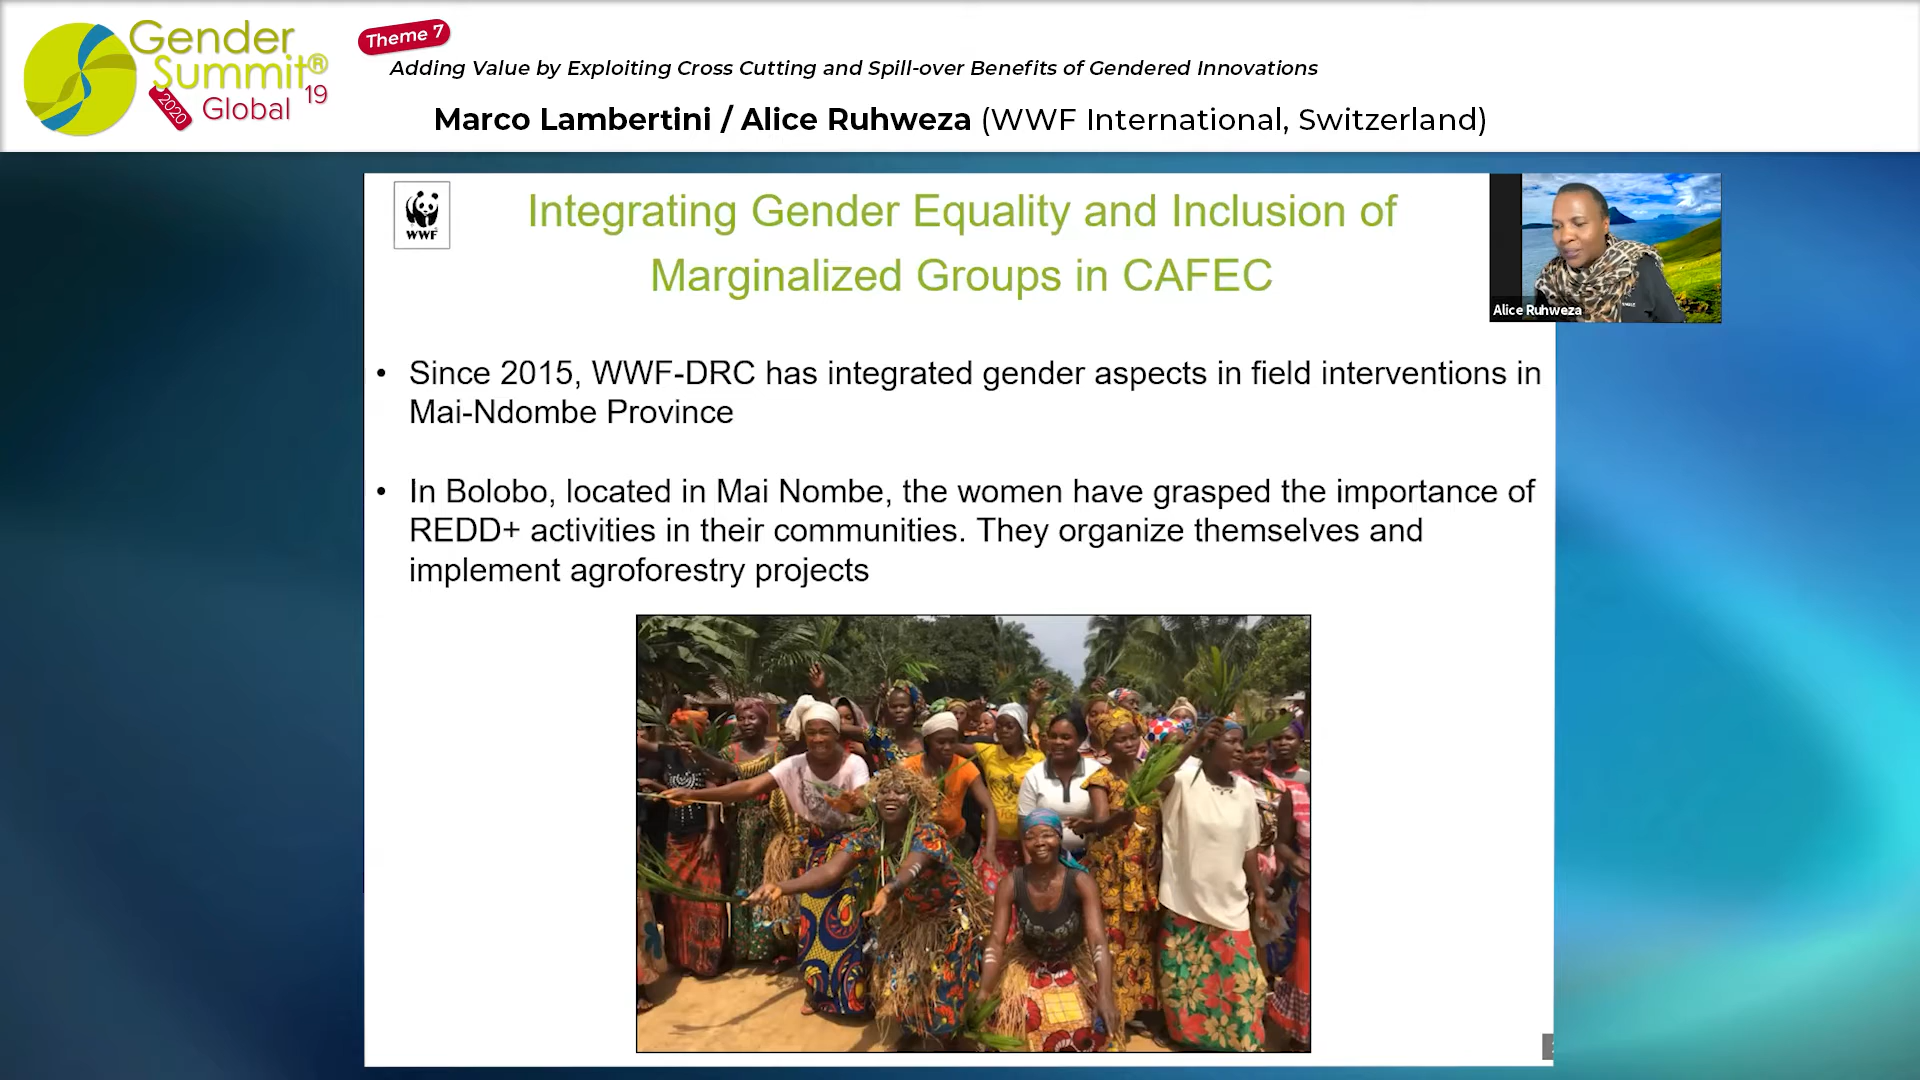 Gender
Summit®
2020
Global 19
Theme 7
Adding Value by Exploiting Cross Cutting and Spill-over Benefits of Gendered Innovations
Marco Lambertini / Alice Ruhweza (WWF International, Switzerland)
WWF
Integrating Gender Equality and Inclusion of
Marginalized Groups in CAFEC
Alice Ruhweza
• Since 2015, WWF-DRC has integrated gender aspects in field interventions in
Mai-Ndombe Province
• In Bolobo, located in Mai Nombe, the women have grasped the importance of
REDD+ activities in their communities. They organize themselves and
implement agroforestry projects